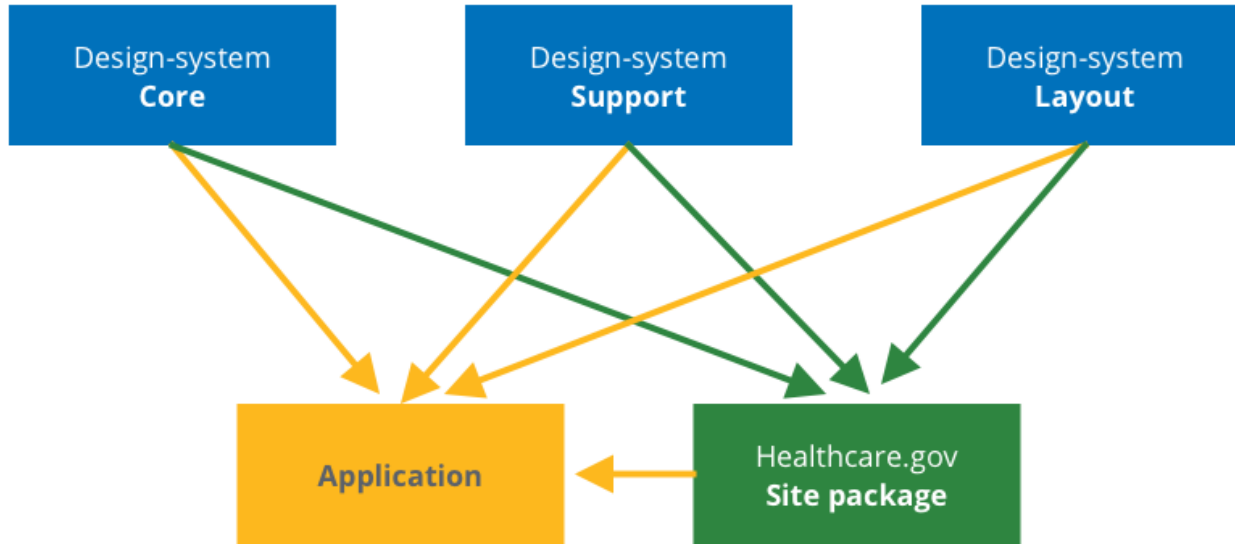 Design-system
Core
Design-system
Support
Design-system
Layout
Application
Healthcare.gov
Site package